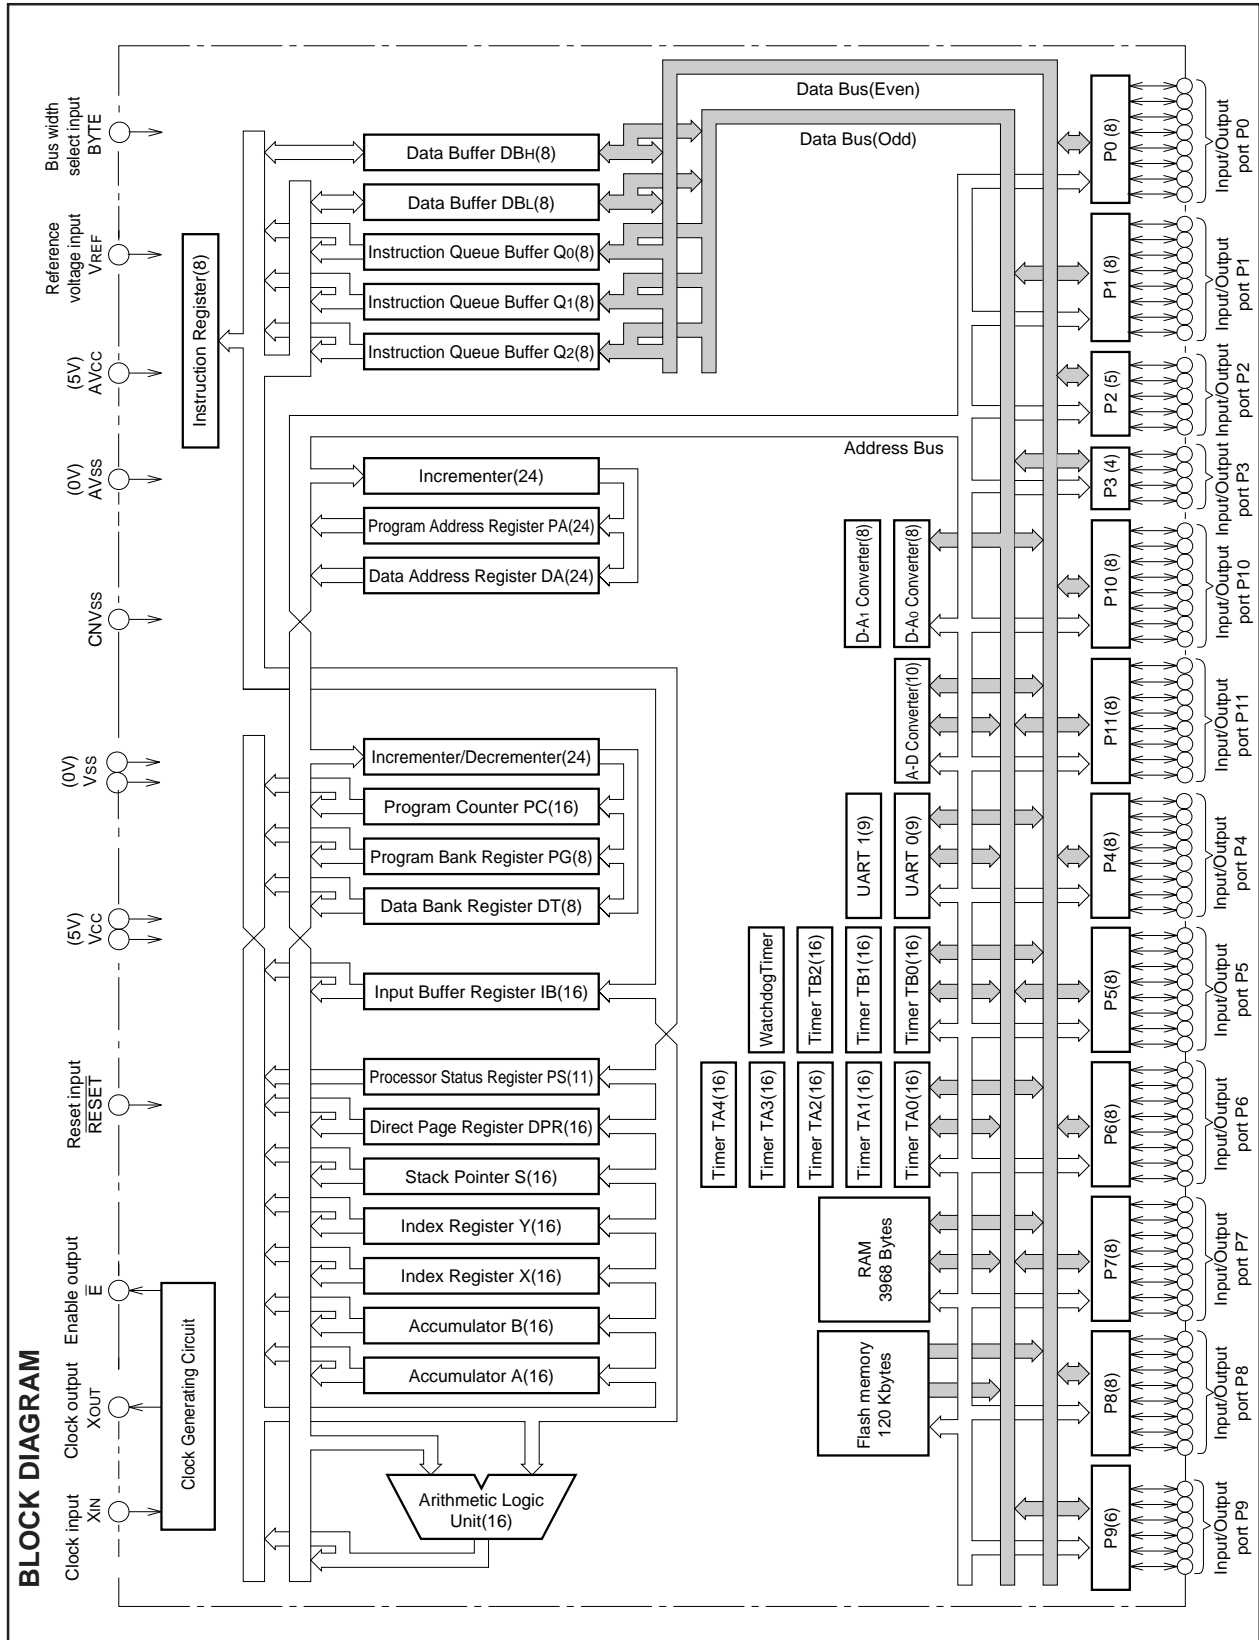 BLOCK DIAGRAM
Clock input
XIN
Clock output
XOUT
Enable output
E
Reset input
RESET
(5V)
VCC
(0V)
VSS
CNVSS
(0V)
AVSS
(5V)
AVCC
Reference
voltage input
VREF
Bus width
select input
BYTE
Clock Generating Circuit
Instruction Register(8)
Data Buffer DBH(8)
Data Buffer DBL(8)
Instruction Queue Buffer Q0(8)
Instruction Queue Buffer Q1(8)
Instruction Queue Buffer Q2(8)
Incrementer(24)
Program Address Register PA(24)
Data Address Register DA(24)
Incrementer/Decrementer(24)
Program Counter PC(16)
Program Bank Register PG(8)
Data Bank Register DT(8)
Input Buffer Register IB(16)
Processor Status Register PS(11)
Direct Page Register DPR(16)
Stack Pointer S(16)
Index Register Y(16)
Index Register X(16)
Accumulator B(16)
Accumulator A(16)
Arithmetic Logic
Unit(16)
Data Bus(Even)
Data Bus(Odd)
Address Bus
Flash memory
120 Kbytes
RAM
3968 Bytes
Timer TA4(16)
Timer TA3(16)
Timer TA2(16)
Timer TA1(16)
Timer TA0(16)
WatchdogTimer
Timer TB2(16)
Timer TB1(16)
Timer TB0(16)
UART 1(9)
UART 0(9)
A-D Converter(10)
D-A1 Converter(8)
D-A0 Converter(8)
P9(6)
P8(8)
P7(8)
P6(8)
P5(8)
P4(8)
P11(8)
P10 (8)
P3 (4)
P2 (5)
P1 (8)
P0 (8)
Input/Output
port P9
Input/Output
port P8
Input/Output
port P7
Input/Output
port P6
Input/Output
port P5
Input/Output
port P4
Input/Output
port P11
Input/Output
port P10
Input/Output
port P3
Input/Output
port P2
Input/Output
port P1
Input/Output
port P0